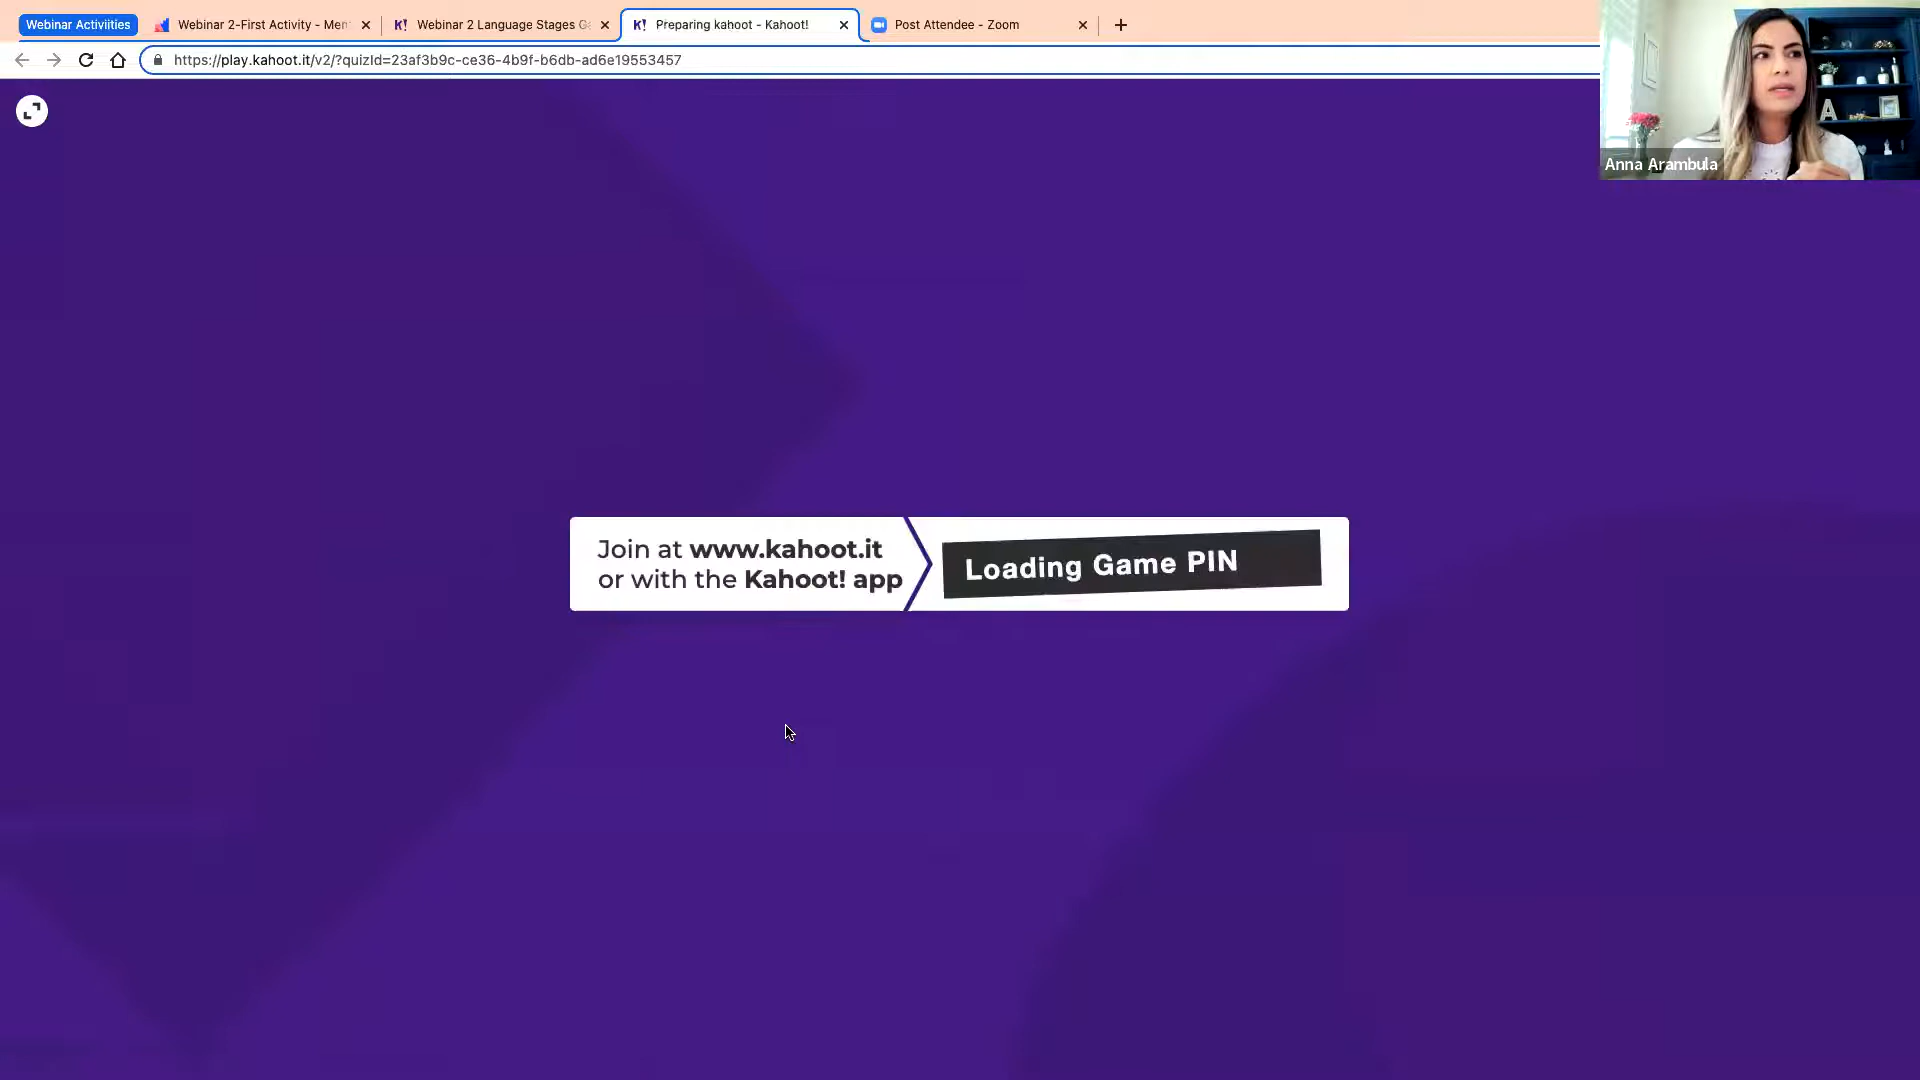 Webinar Activiities
Webinar 2-First Activity - Men
Webinar 2 Language Stages G
Preparing kahoot - Kahoot!
Post Attendee - Zoom
https://play.kahoot.it/v2/?quizId=23af3b9c-ce36-4b9f-b6db-ad6e19553457
Anna Arambula
Join at www.kahoot.it
or with the Kahoot! app
Loading Game PIN